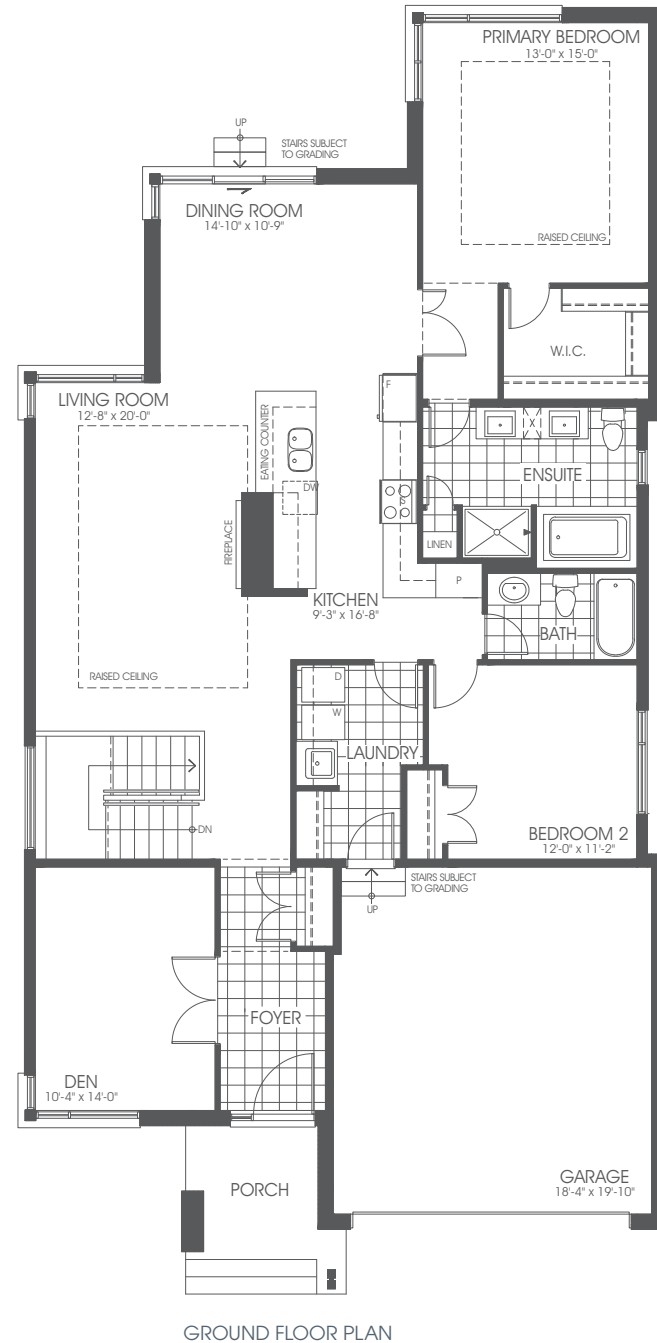 PRIMARY BEDROOM
13'-0" x 15'-0"
RAISED CEILING
UP
STAIRS SUBJECT
TO GRADING
DINING ROOM
14'-10" x 10'-9"
W.I.C.
LIVING ROOM
12'-8" x 20'-0"
F
EATING COUNTER
DW
S
FIREPLACE
ENSUITE
LINEN
P
KITCHEN
9'-3" x 16'-8"
BATH
RAISED CEILING
D
W
LAUNDRY
DN
BEDROOM 2
12'-0" x 11'-2"
STAIRS SUBJECT
TO GRADING
UP
FOYER
DEN
10'-4" x 14'-0"
PORCH
GARAGE
18'-4" x 19'-10"
GROUND FLOOR PLAN